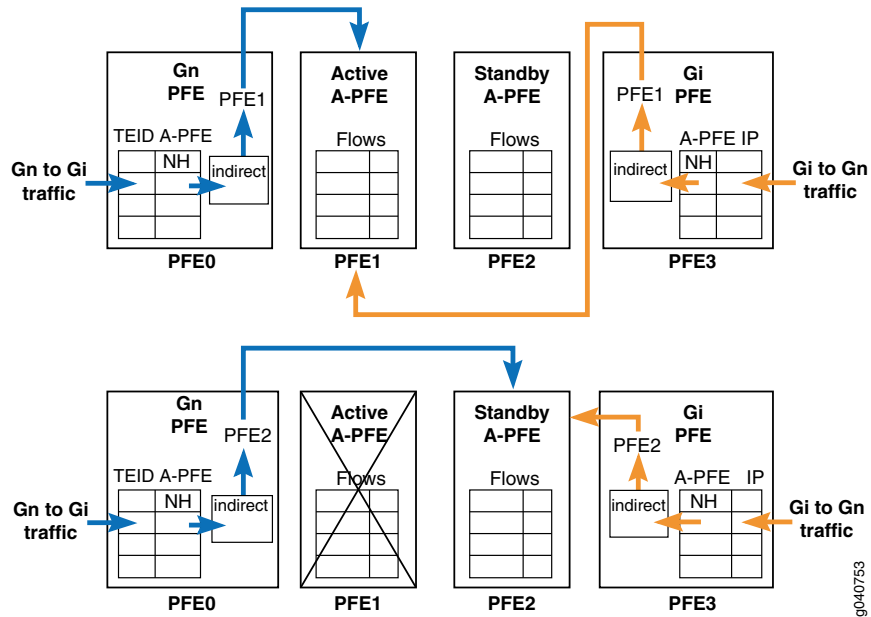 Gn
PFE
PFE1
TEID A-PFE
NH
indirect
Gn to Gi
traffic
PFE0
Active
A-PFE
Flows
PFE1
Standby
A-PFE
Flows
PFE2
Gi
PFE
PFE1
A-PFE IP
NH
indirect
Gi to Gn
traffic
PFE3
Gn
PFE
PFE2
TEID A-PFE
NH
indirect
Gn to Gi
traffic
PFE0
Active
A-PFE
Flows
PFE1
Standby
A-PFE
Flows
PFE2
Gi
PFE
PFE2
A-PFE IP
NH
indirect
Gi to Gn
traffic
PFE3
g040753